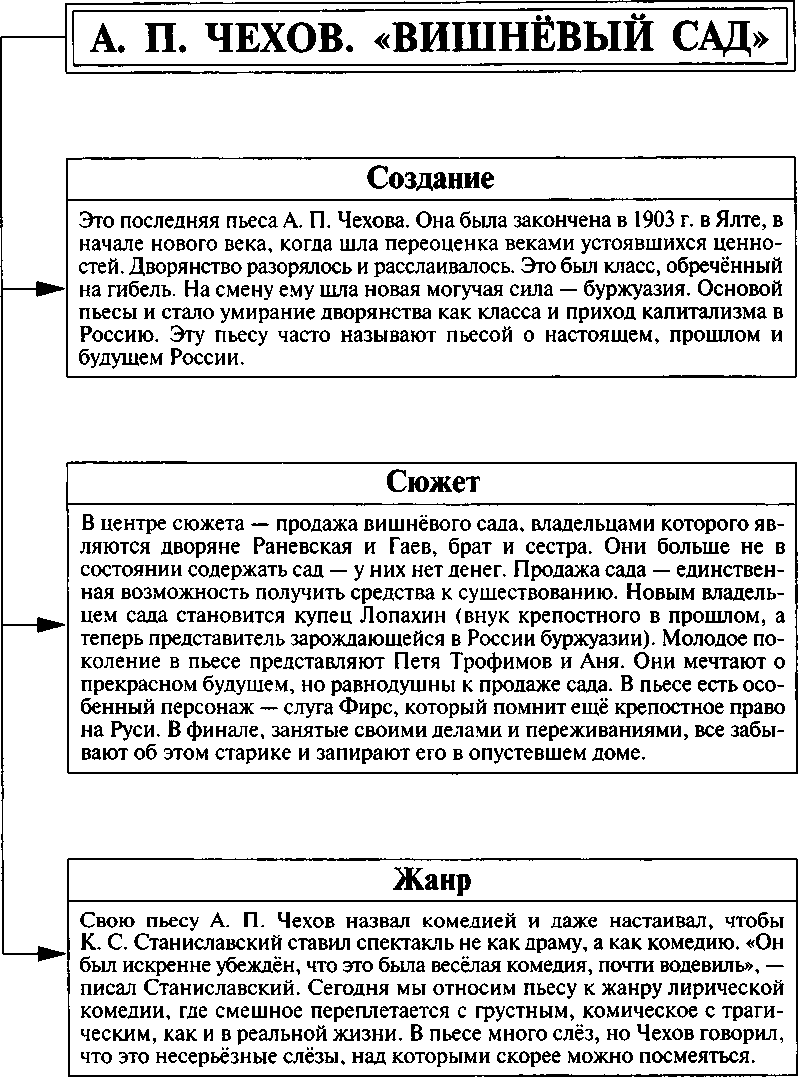 А. П. ЧЕХОВ. «ВИШНЁВЫЙ САД»
Создание
Это последняя пьеса А. П. Чехова. Она была закончена в 1903 г. в Ялте, в
начале нового века, когда шла переоценка веками устоявшихся ценно-
стей. Дворянство разорялось и расслаивалось. Это был класс, обречённый
на гибель. На смену ему шла новая могучая сила — буржуазия. Основой
пьесы и стало умирание дворянства как класса и приход капитализма в
Россию. Эту пьесу часто называют пьесой о настоящем, прошлом и
будущем России.
Сюжет
В центре сюжета — продажа вишнёвого сада, владельцами которого яв-
ляются дворяне Раневская и Гаев, брат и сестра. Они больше не в
состоянии содержать сад — у них нет денег. Продажа сада — единствен-
ная возможность получить средства к существованию. Новым владель-
цем сада становится купец Лопахин (внук крепостного в прошлом, а
теперь представитель зарождающейся в России буржуазии). Молодое по-
коление в пьесе представляют Петя Трофимов и Аня. Они мечтают о
прекрасном будущем, но равнодушны к продаже сада. В пьесе есть осо-
бенный персонаж — слуга Фирс, который помнит ещё крепостное право
на Руси. В финале, занятые своими делами и переживаниями, все забы-
вают об этом старике и запирают его в опустевшем доме.
Жанр
Свою пьесу А. П. Чехов назвал комедией и даже настаивал, чтобы
К. С. Станиславский ставил спектакль не как драму, а как комедию. «Он
был искренне убеждён, что это была весёлая комедия, почти водевиль», —
писал Станиславский. Сегодня мы относим пьесу к жанру лирической
комедии, где смешное переплетается с грустным, комическое с траги-
ческим, как и в реальной жизни. В пьесе много слёз, но Чехов говорил,
что это несерьёзные слёзы, над которыми скорее можно посмеяться.